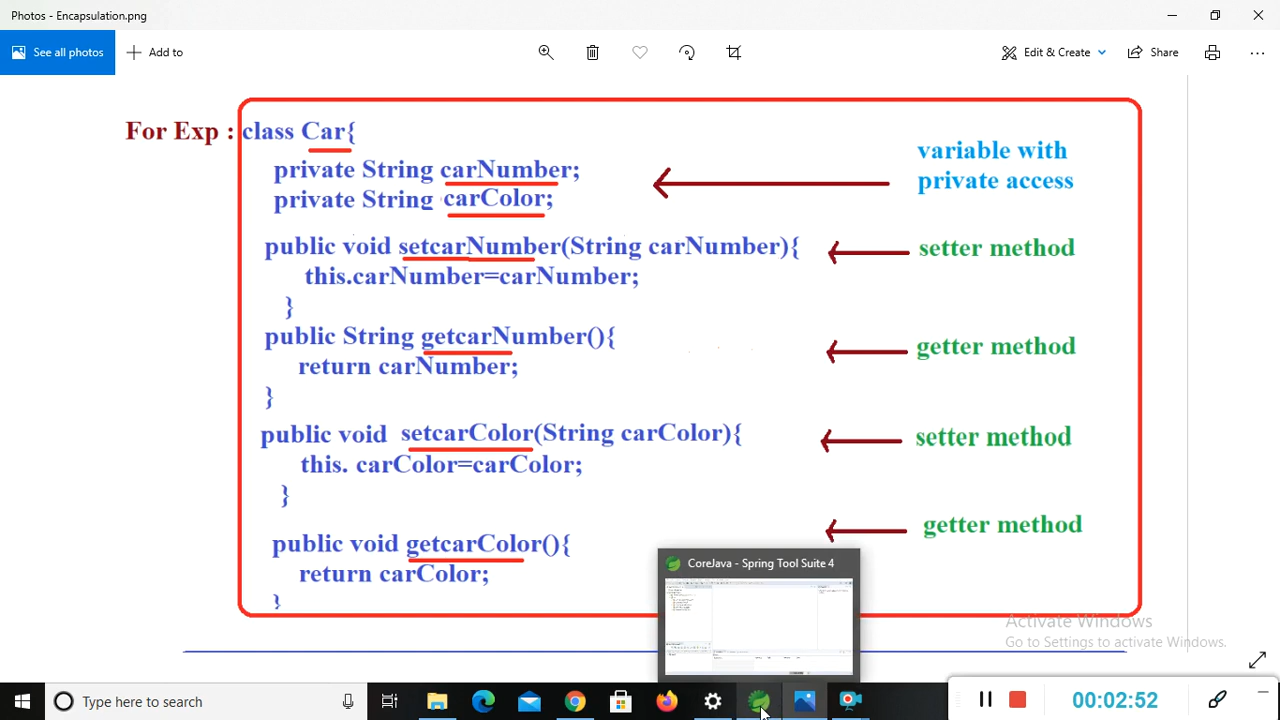 Photos - Encapsulation.png
See all photos
Add to
Edit & Create
Share
For Exp : class Car{
private String carNumber;
private String carColor;
variable with
private access
public void setcarNumber(String carNumber){
setter method
this.carNumber=carNumber;
}
public String getcarNumber(){
getter method
return carNumber;
}
public void setcarColor(String carColor){
setter method
this. carColor=carColor;
}
getter method
public void getcarColor(){
return carColor;
}
CoreJava - Spring Tool Suite 4
Activate Windows
Go to Settings to activate Windows.
Type here to search
00:02:52